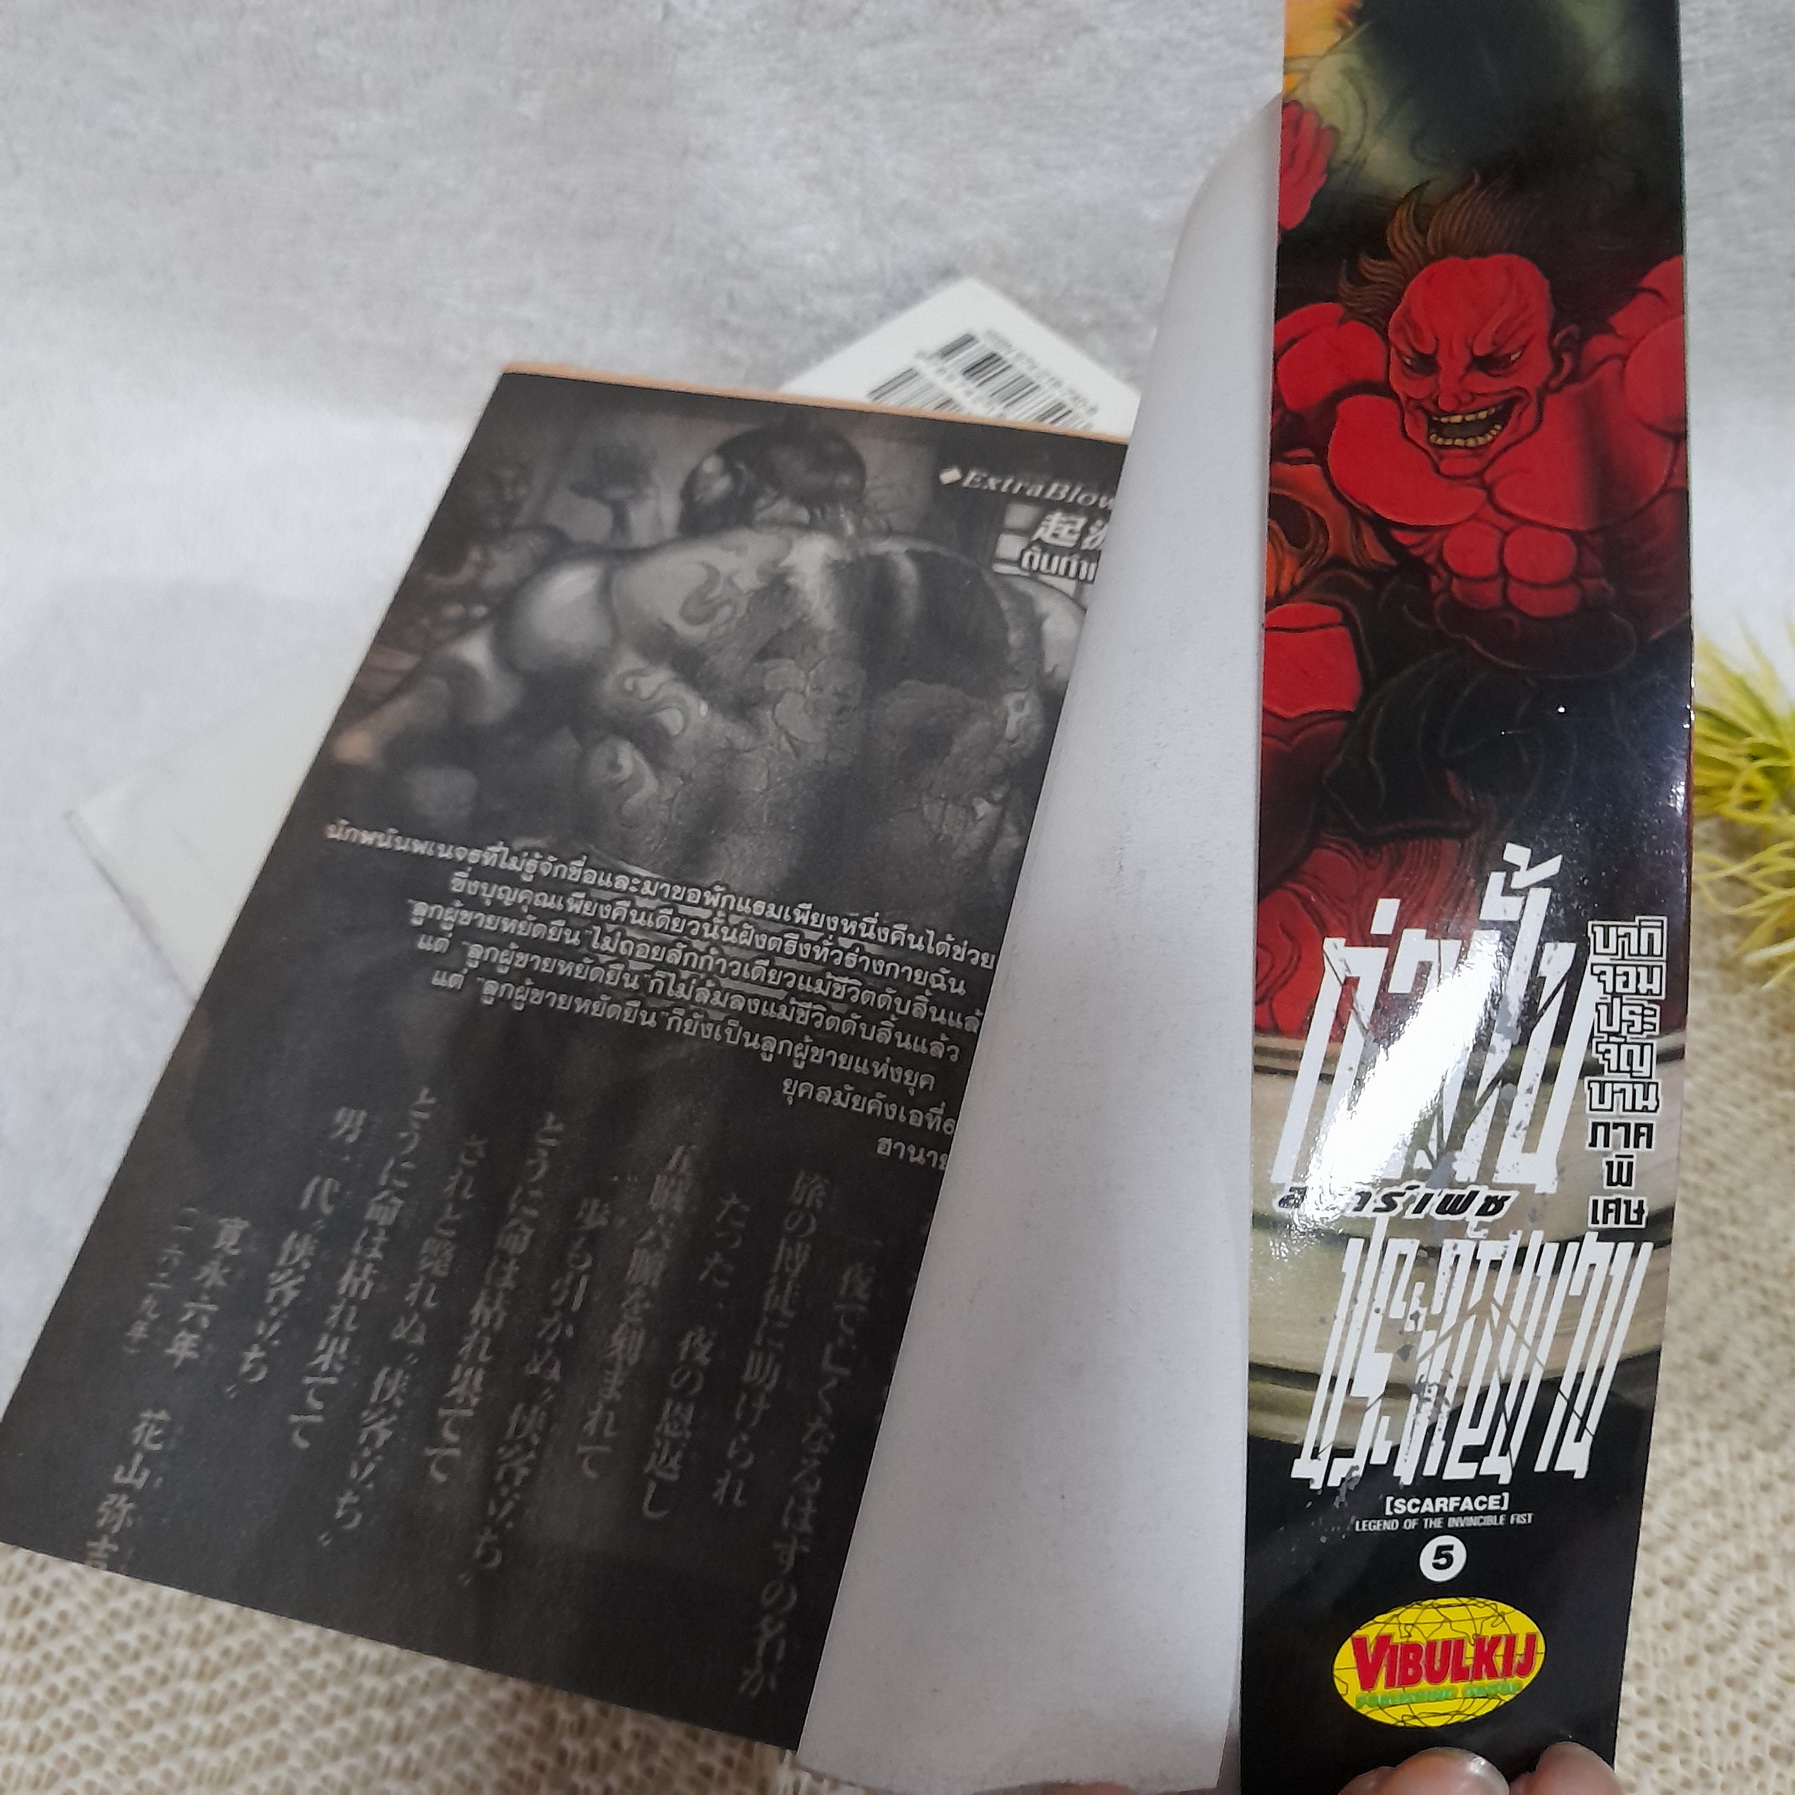 ◆ExtraBlow
起源
นักพนันพเนจรที่ไม่รู้จักชื่อและมาขอพักแรมเพียงหนึ่งคืนได้ช่วย
ซึ่งบุญคุณเพียงคืนเดียวนั้นฝังตรึงทั่วร่างกายฉัน
"ลูกผู้ชายหยัดยืน"ไม่ถอยสักก้าวเดียวแม้ชีวิตดับสิ้นแล้
แต่ "ลูกผู้ชายหยัดยืน"ก็ไม่ล้มลงแม้ชีวิตดับสิ้นแล้ว
แต่ "ลูกผู้ชายหยัดยืน"ก็ยังเป็นลูกผู้ชายแห่งยุค
ยุคสมัยคังเอที่6
ฮานาย
一夜で亡くなるはずの名か
旅の博徒に助けられ
たった一夜の恩返し
五臓六腑を刻まれて
一歩も引かぬ"侠客立ち"
とうに命は枯れ果てて
されど斃れぬ"侠客立ち"
とうに命は枯れ果てて
男一代"侠客立ち"
寛永六年
(一六二九年)
花山弥吉
บากิ
จอม
ประ
จัญ
บาน
ภาค
พิ
เศษ
กำปั้น
สการ์เฟซ
ประจัญบาน
[SCARFACE]
LEGEND OF THE INVINCIBLE FIST
5
VIBULKIJ
PUBLISHING GROUP